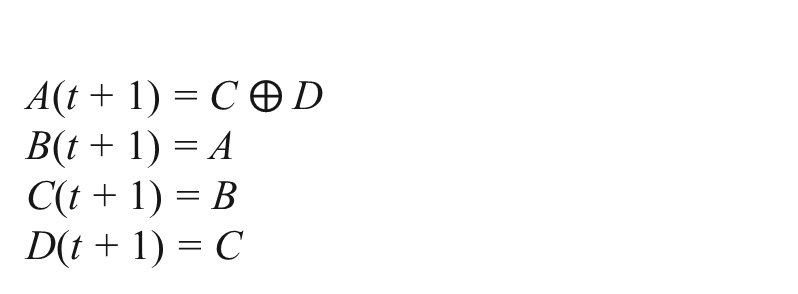 A(t + 1) = C ⊕ D
B(t + 1) = A
C(t + 1) = B
D(t + 1) = C